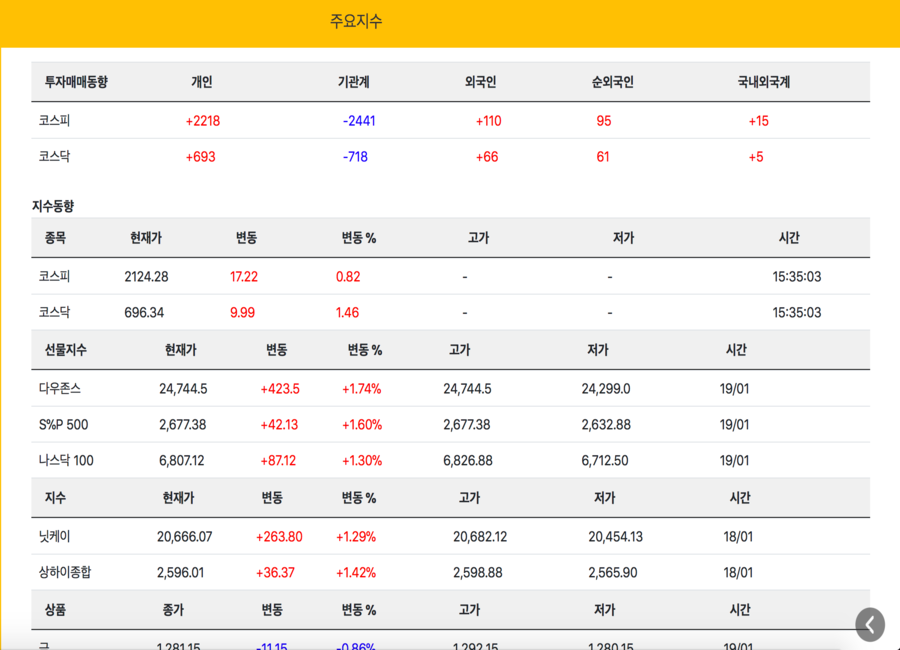 주요지수
투자매매동향 개인 기관계 외국인 순외국인 국내외국계
코스피 +2218 -2441 +110 95 +15
코스닥 +693 -718 +66 61 +5
지수동향
종목 현재가 변동 변동 % 고가 저가 시간
코스피 2124.28 17.22 0.82 - - 15:35:03
코스닥 696.34 9.99 1.46 - - 15:35:03
선물지수 현재가 변동 변동 % 고가 저가 시간
다우존스 24,744.5 +423.5 +1.74% 24,744.5 24,299.0 19/01
S%P 500 2,677.38 +42.13 +1.60% 2,677.38 2,632.88 19/01
나스닥 100 6,807.12 +87.12 +1.30% 6,826.88 6,712.50 19/01
지수 현재가 변동 변동 % 고가 저가 시간
닛케이 20,666.07 +263.80 +1.29% 20,682.12 20,454.13 18/01
상하이종합 2,596.01 +36.37 +1.42% 2,598.88 2,565.90 18/01
상품 종가 변동 변동 % 고가 저가 시간
금 1,281.15 -11.15 -0.86% 1,292.15 1,280.15 19/01